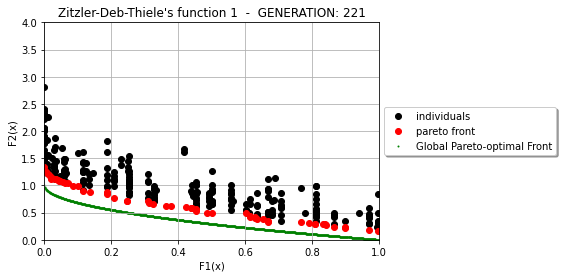 Zitzler-Deb-Thiele's function 1 - GENERATION: 221
4.0
3.5
3.0
2.5
2.0
1.5
1.0
0.5
0.0
F2(x)
0.0 0.2 0.4 0.6 0.8 1.0
F1(x)
individuals
pareto front
Global Pareto-optimal Front